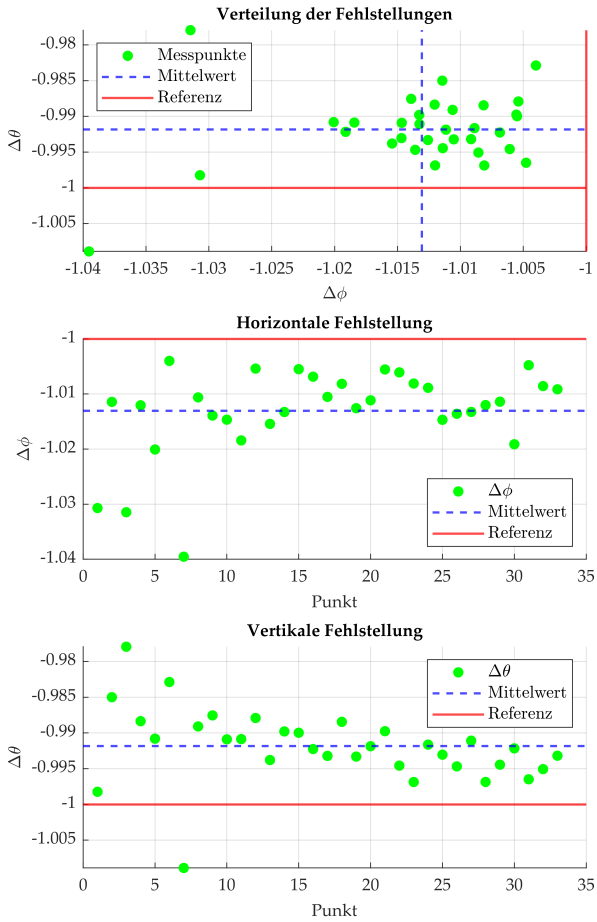 Verteilung der Fehlstellungen
-0.98
-0.985
-0.99
-0.995
-1
-1.005
Δθ
Messpunkte
Mittelwert
Referenz
-1.04 -1.035 -1.03 -1.025 -1.02 -1.015 -1.01 -1.005 -1
Δϕ
Horizontale Fehlstellung
-1
-1.01
-1.02
-1.03
-1.04
Δϕ
Δϕ
Mittelwert
Referenz
0 5 10 15 20 25 30 35
Punkt
Vertikale Fehlstellung
-0.98
-0.985
-0.99
-0.995
-1
-1.005
Δθ
Δθ
Mittelwert
Referenz
0 5 10 15 20 25 30 35
Punkt